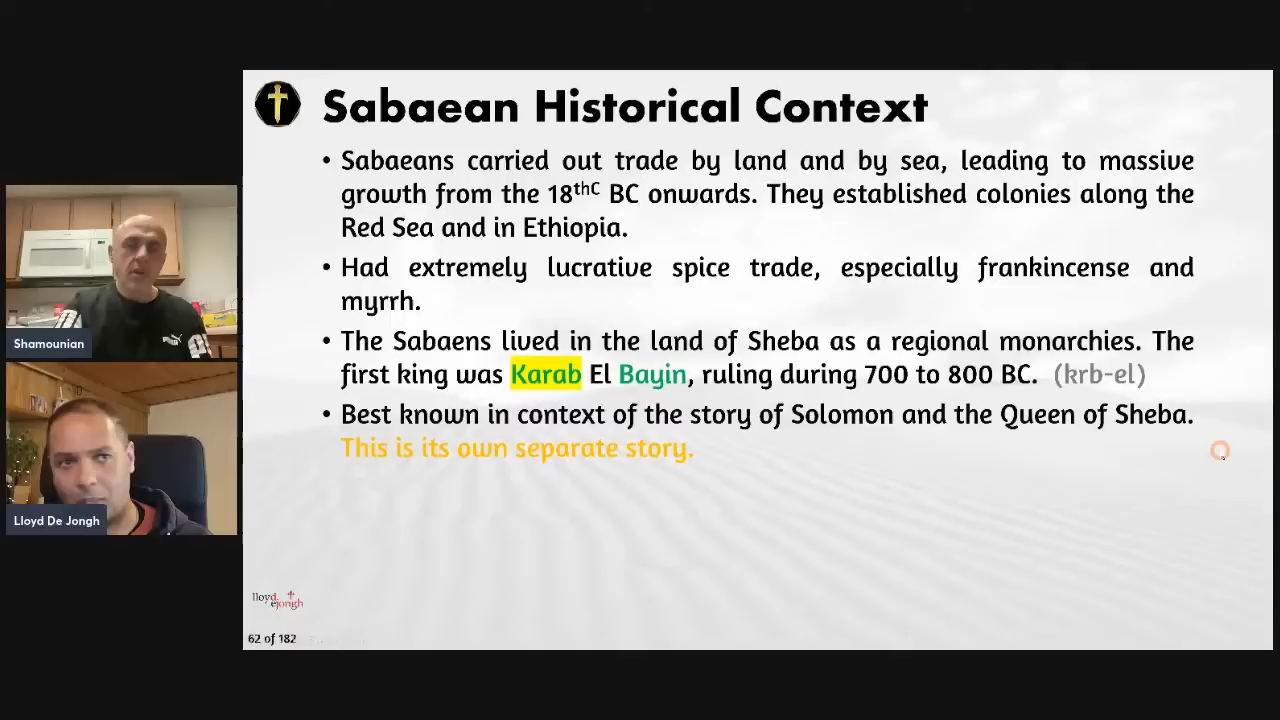 Sabaean Historical Context
• Sabaeans carried out trade by land and by sea, leading to massive
growth from the 18thC BC onwards. They established colonies along the
Red Sea and in Ethiopia.
• Had extremely lucrative spice trade, especially frankincense and
myrrh.
• The Sabaens lived in the land of Sheba as a regional monarchies. The
first king was Karab El Bayin, ruling during 700 to 800 BC. (krb-el)
• Best known in context of the story of Solomon and the Queen of Sheba.
This is its own separate story.
Shamounian
Lloyd De Jongh
lloyd
ejongh
62 of 182